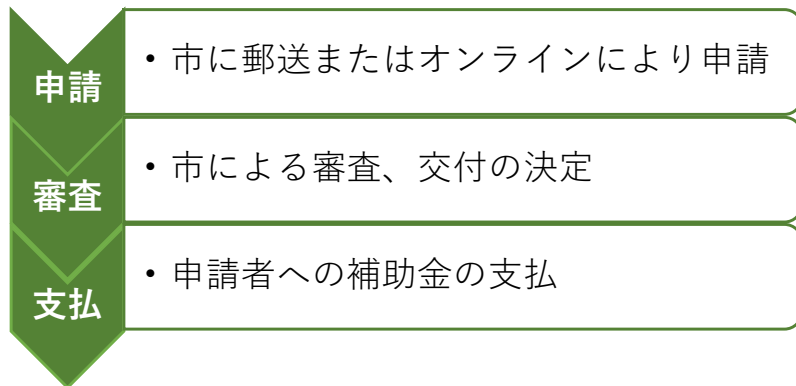 申請
・市に郵送またはオンラインにより申請
審査
・市による審査、交付の決定
支払
・申請者への補助金の支払